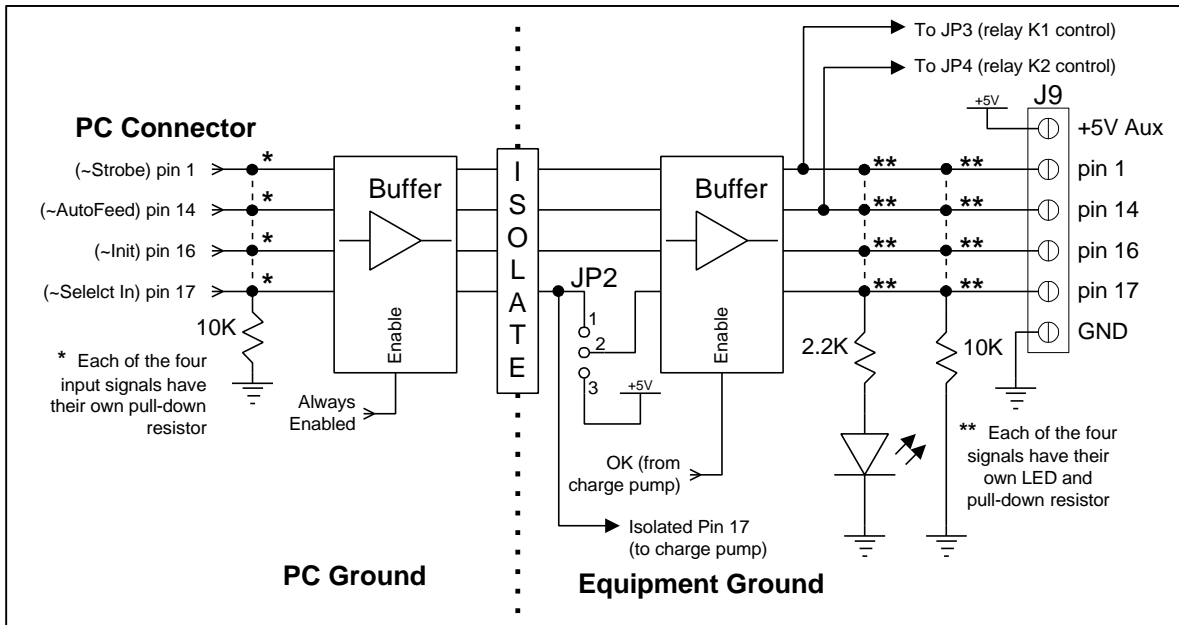 To JP3 (relay K1 control)
To JP4 (relay K2 control)
J9
+5V
+5V Aux
PC Connector
(~Strobe) pin 1
*
Buffer
I
S
O
L
A
T
E
Buffer
**
**
pin 1
(~AutoFeed) pin 14
*
**
**
pin 14
(~Init) pin 16
*
**
**
pin 16
(~Selelct In) pin 17
*
JP2
**
**
pin 17
10K
Enable
1
2
3
+5V
Enable
2.2K
10K
GND
* Each of the four
input signals have
their own pull-down
resistor
Always
Enabled
OK (from
charge pump)
** Each of the four
signals have their
own LED and
pull-down resistor
Isolated Pin 17
(to charge pump)
PC Ground
Equipment Ground